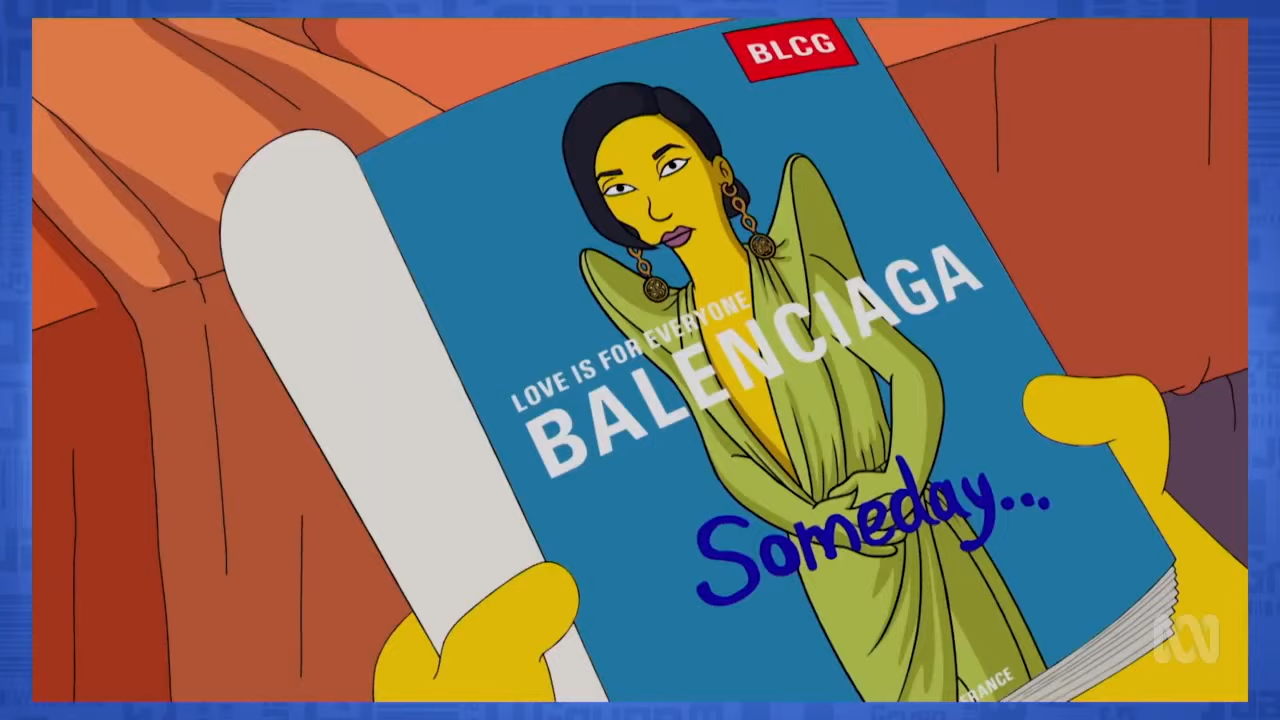 BLCG
LOVE IS FOR EVERYONE
BALENCIAGA
Someday...
FRANCE